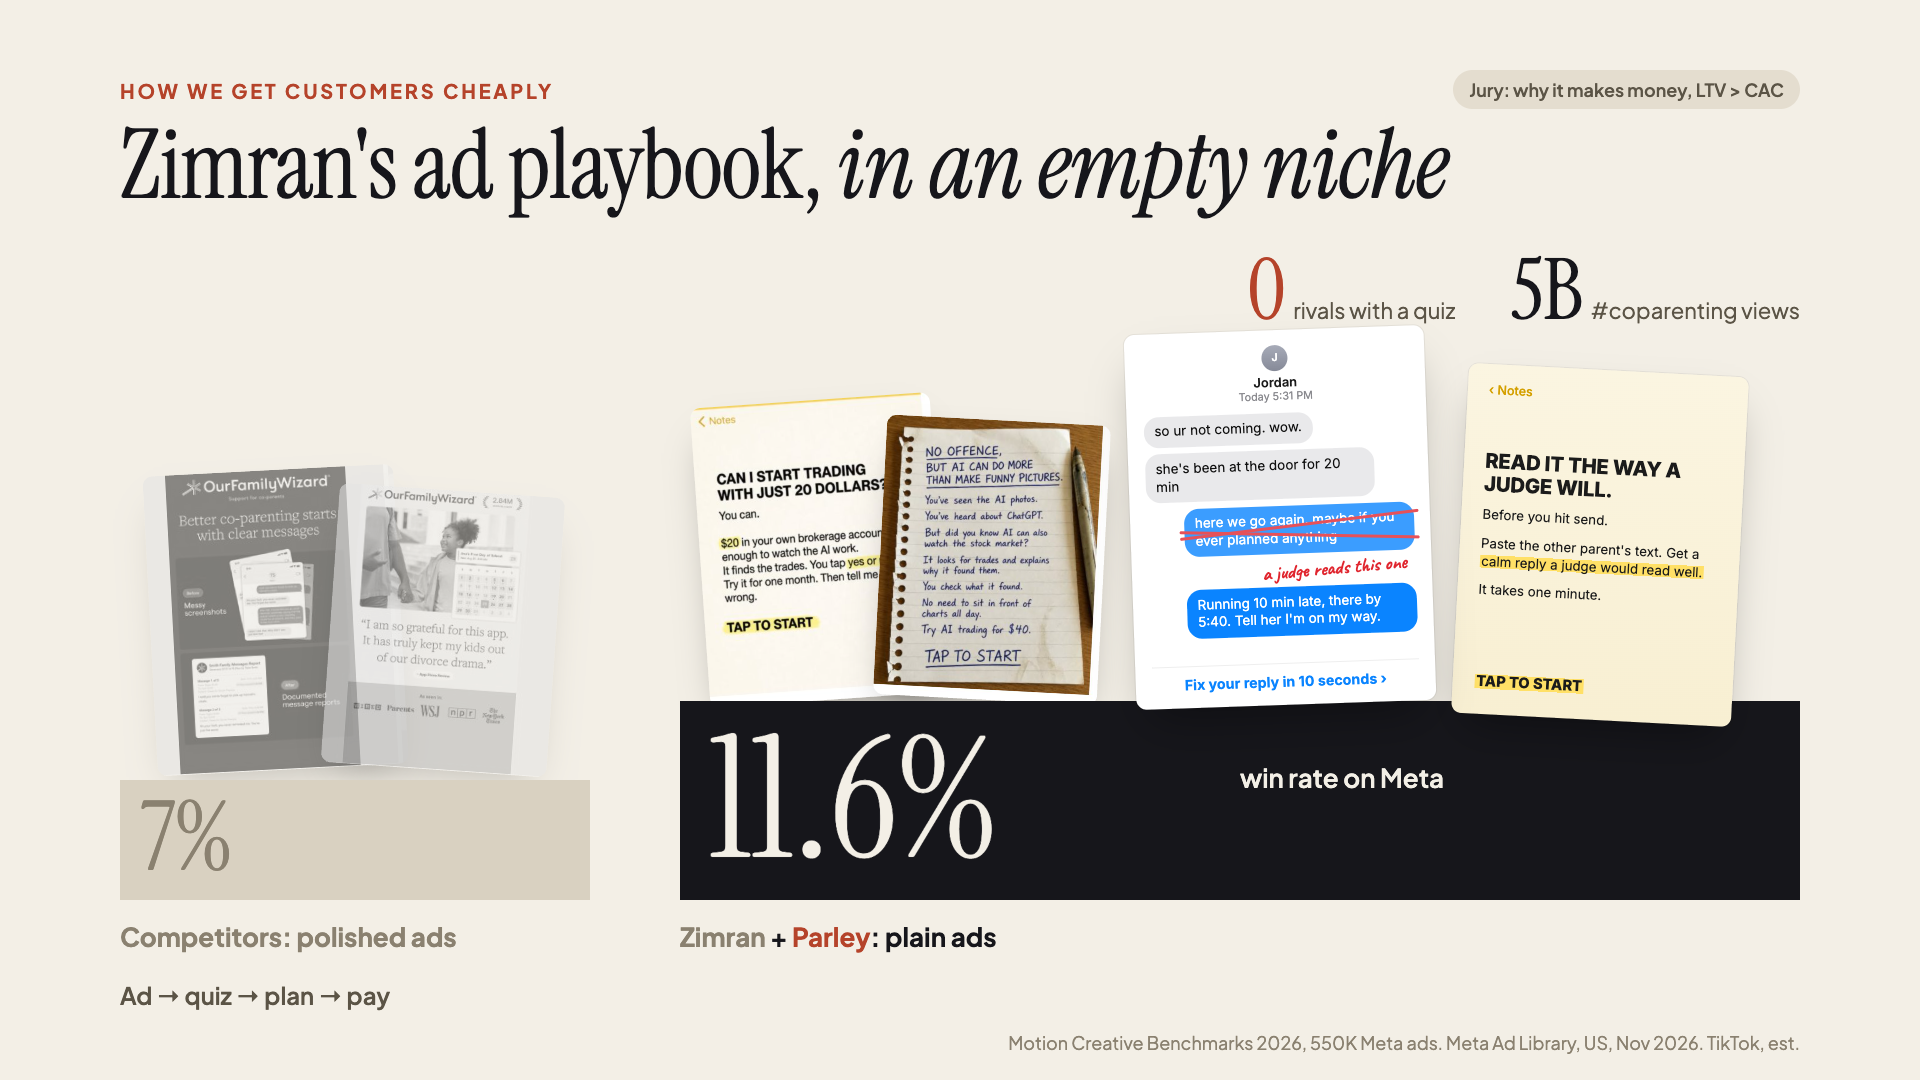 HOW WE GET CUSTOMERS CHEAPLY
Jury: why it makes money, LTV > CAC
Zimran's ad playbook, in an empty niche
0 rivals with a quiz
5B #coparenting views
OurFamilyWizard
Support for co-parents
Better co-parenting starts
with clear messages
Messy
screenshots
Documented
message reports
OurFamilyWizard
2.04M
"I am so grateful for this app.
It has truly kept my kids out
of our divorce drama."
Parents
WSJ
npr
‹ Notes
CAN I START TRADING
WITH JUST 20 DOLLARS?
You can.
$20 in your own brokerage
enough to watch the AI work.
It finds the trades. You tap yes or
Try it for one month. Then tell me
wrong.
TAP TO START
NO OFFENCE,
BUT AI CAN DO MORE
THAN MAKE FUNNY PICTURES.
You've seen the AI photos.
You've heard about ChatGPT.
But did you know AI can also
watch the stock market?
It looks for trades and explains
why it found them.
You check what it found.
No need to sit in front of
charts all day.
Try AI trading for $40.
TAP TO START
J
Jordan
Today 5:31 PM
so ur not coming. wow.
she's been at the door for 20
min
here we go again, maybe if you
ever planned anything
a judge reads this one
Running 10 min late, there by
5:40. Tell her I'm on my way.
Fix your reply in 10 seconds ›
‹ Notes
READ IT THE WAY A
JUDGE WILL.
Before you hit send.
Paste the other parent's text. Get a
calm reply a judge would read well.
It takes one minute.
TAP TO START
7%
11.6%
win rate on Meta
Competitors: polished ads
Zimran + Parley: plain ads
Ad → quiz → plan → pay
Motion Creative Benchmarks 2026, 550K Meta ads. Meta Ad Library, US, Nov 2026. TikTok, est.